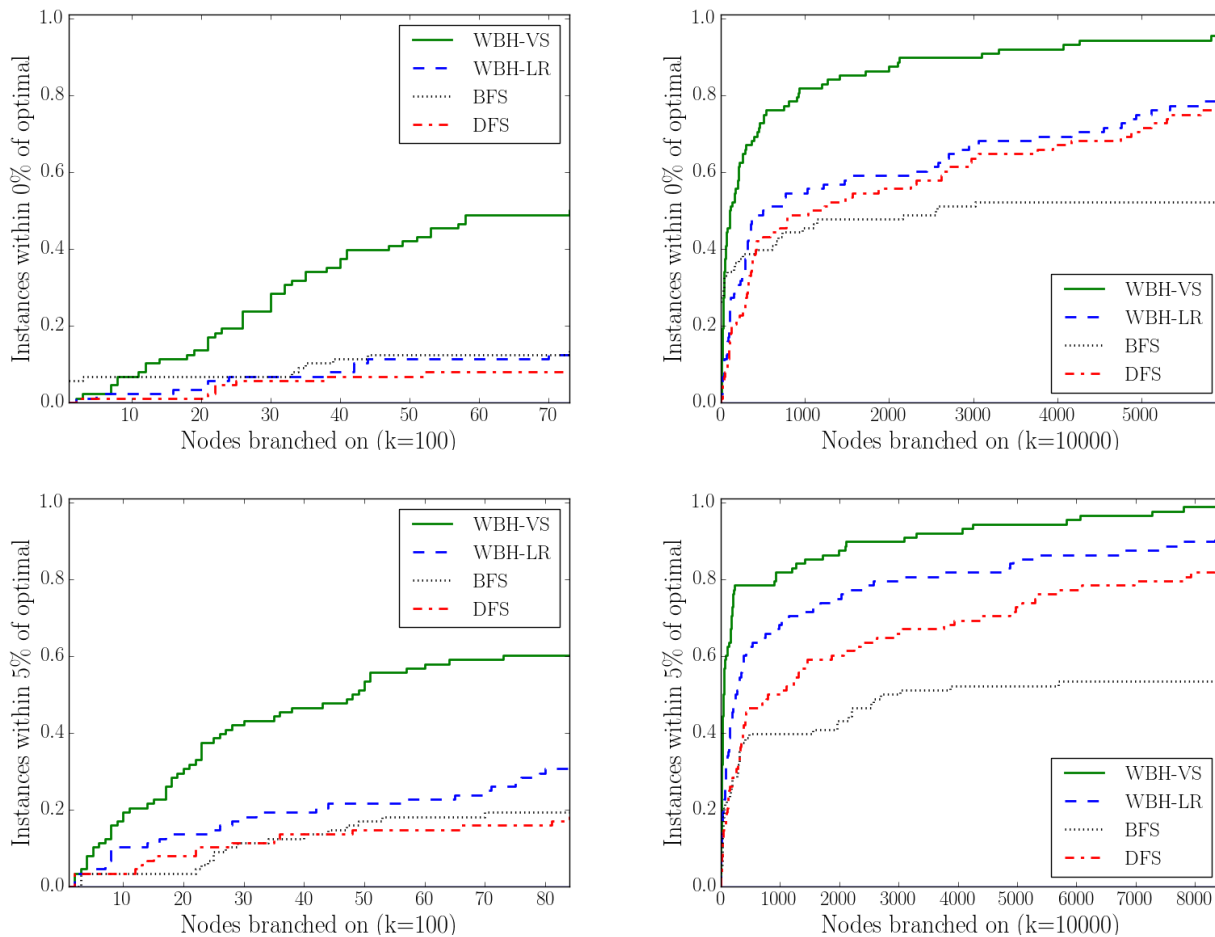 1.0
0.8
0.6
0.4
0.2
0.0
Instances within 0% of optimal
WBH-VS
WBH-LR
BFS
DFS
10 20 30 40 50 60 70
Nodes branched on (k=100)
1.0
0.8
0.6
0.4
0.2
0.0
Instances within 0% of optimal
WBH-VS
WBH-LR
BFS
DFS
0 1000 2000 3000 4000 5000
Nodes branched on (k=10000)
1.0
0.8
0.6
0.4
0.2
0.0
Instances within 5% of optimal
WBH-VS
WBH-LR
BFS
DFS
10 20 30 40 50 60 70 80
Nodes branched on (k=100)
1.0
0.8
0.6
0.4
0.2
0.0
Instances within 5% of optimal
WBH-VS
WBH-LR
BFS
DFS
0 1000 2000 3000 4000 5000 6000 7000 8000
Nodes branched on (k=10000)